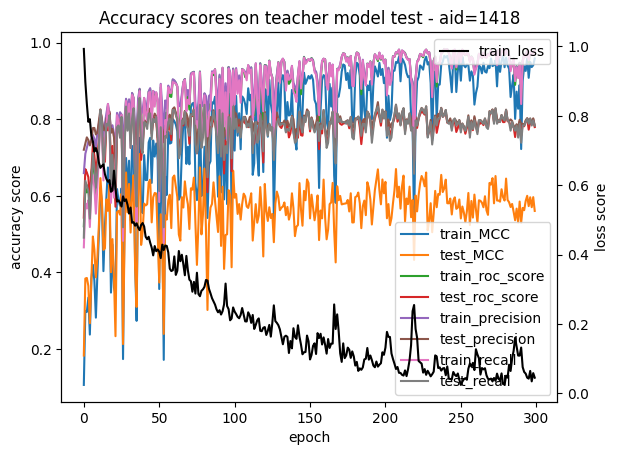 Accuracy scores on teacher model test - aid=1418
accuracy score
1.0
0.8
0.6
0.4
0.2
train_loss
1.0
0.8
0.6
0.4
0.2
0.0
loss score
train_MCC
test_MCC
train_roc_score
test_roc_score
train_precision
test_precision
train_recall
test_recall
0
50
100
150
200
250
300
epoch